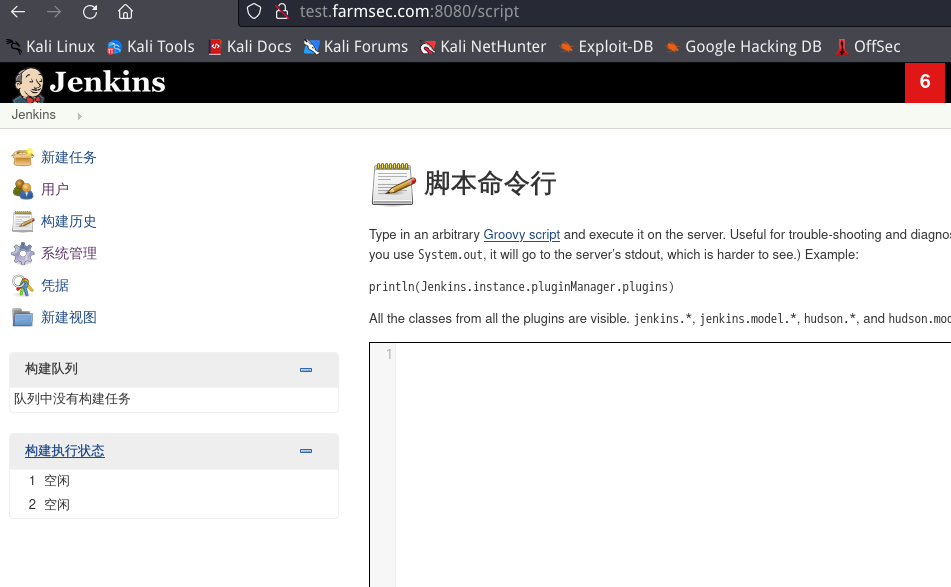 test.farmsec.com:8080/script
Kali Linux Kali Tools Kali Docs Kali Forums Kali NetHunter Exploit-DB Google Hacking DB OffSec
Jenkins 6
Jenkins
新建任务
用户
构建历史
系统管理
凭据
新建视图
构建队列
队列中没有构建任务
构建执行状态
1 空闲
2 空闲
脚本命令行
Type in an arbitrary Groovy script and execute it on the server. Useful for trouble-shooting and
you use System.out, it will go to the server's stdout, which is harder to see.) Example:
println(Jenkins.instance.pluginManager.plugins)
All the classes from all the plugins are visible. jenkins.*, jenkins.model.*, hudson.*, and
1